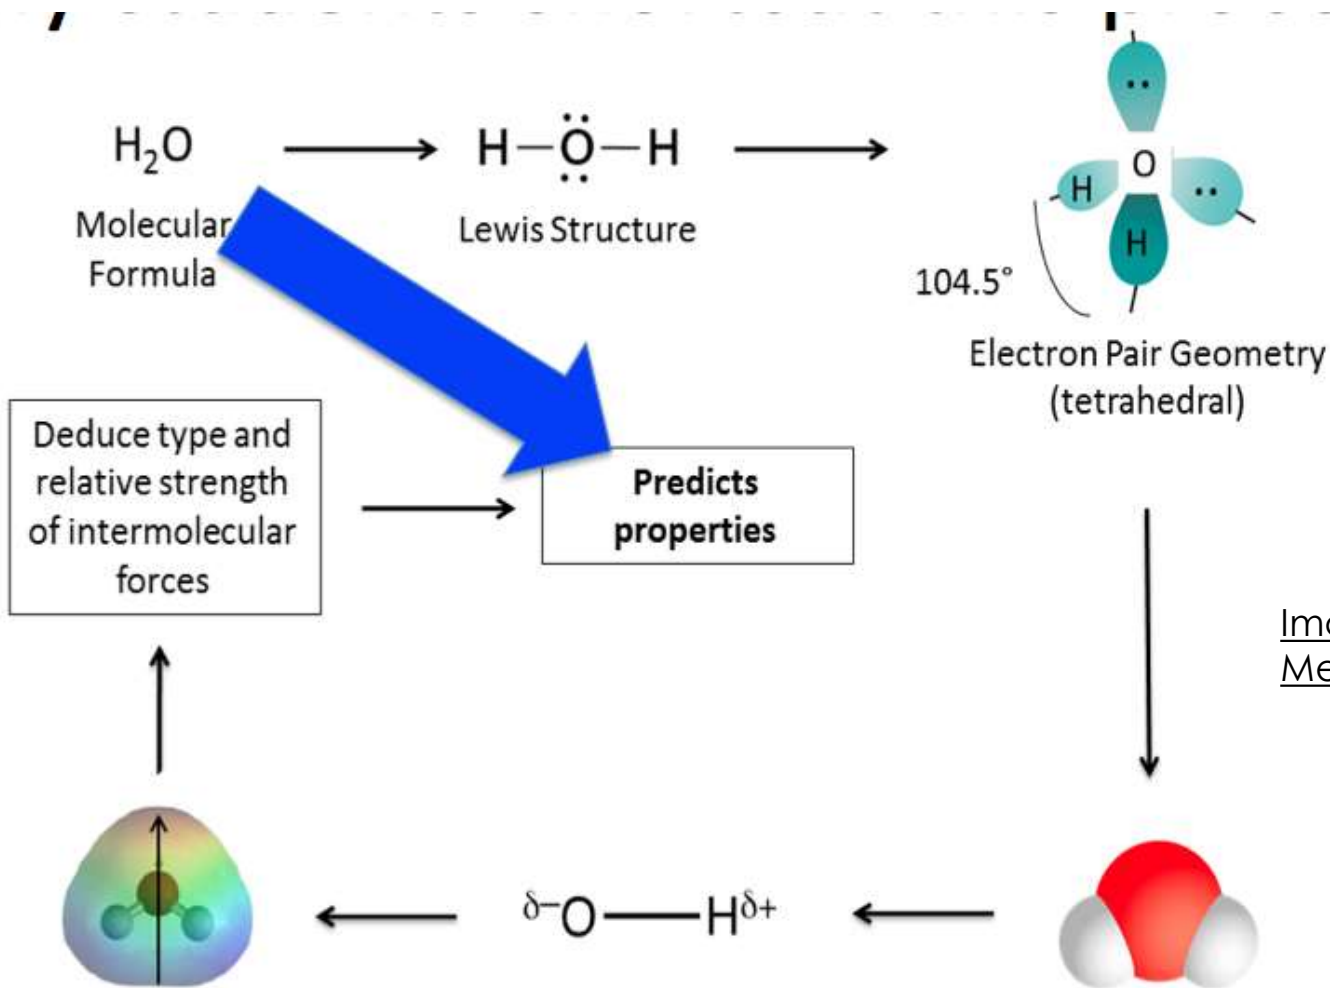 H₂O
Molecular
Formula
H–Ö–H
Lewis Structure
O
H
H
104.5°
Electron Pair Geometry
(tetrahedral)
Deduce type and
relative strength
of intermolecular
forces
Predicts
properties
δ−O—Hδ+